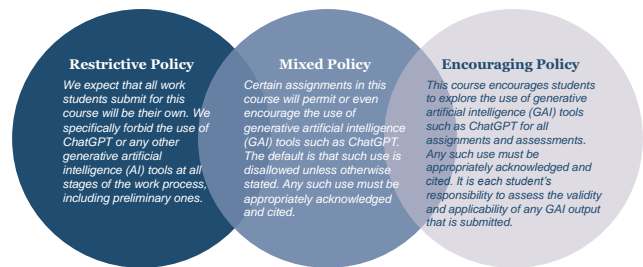 Restrictive Policy
We expect that all work
students submit for this
course will be their own. We
specifically forbid the use of
ChatGPT or any other
generative artificial
intelligence (AI) tools at all
stages of the work process,
including preliminary ones.
Mixed Policy
Certain assignments in this
course will permit or even
encourage the use of
generative artificial intelligence
(GAI) tools such as ChatGPT.
The default is that such use is
disallowed unless otherwise
stated. Any such use must be
appropriately acknowledged
and cited.
Encouraging Policy
This course encourages students
to explore the use of generative
artificial intelligence (GAI) tools
such as ChatGPT for all
assignments and assessments.
Any such use must be
appropriately acknowledged and
cited. It is each student's
responsibility to assess the validity
and applicability of any GAI output
that is submitted.